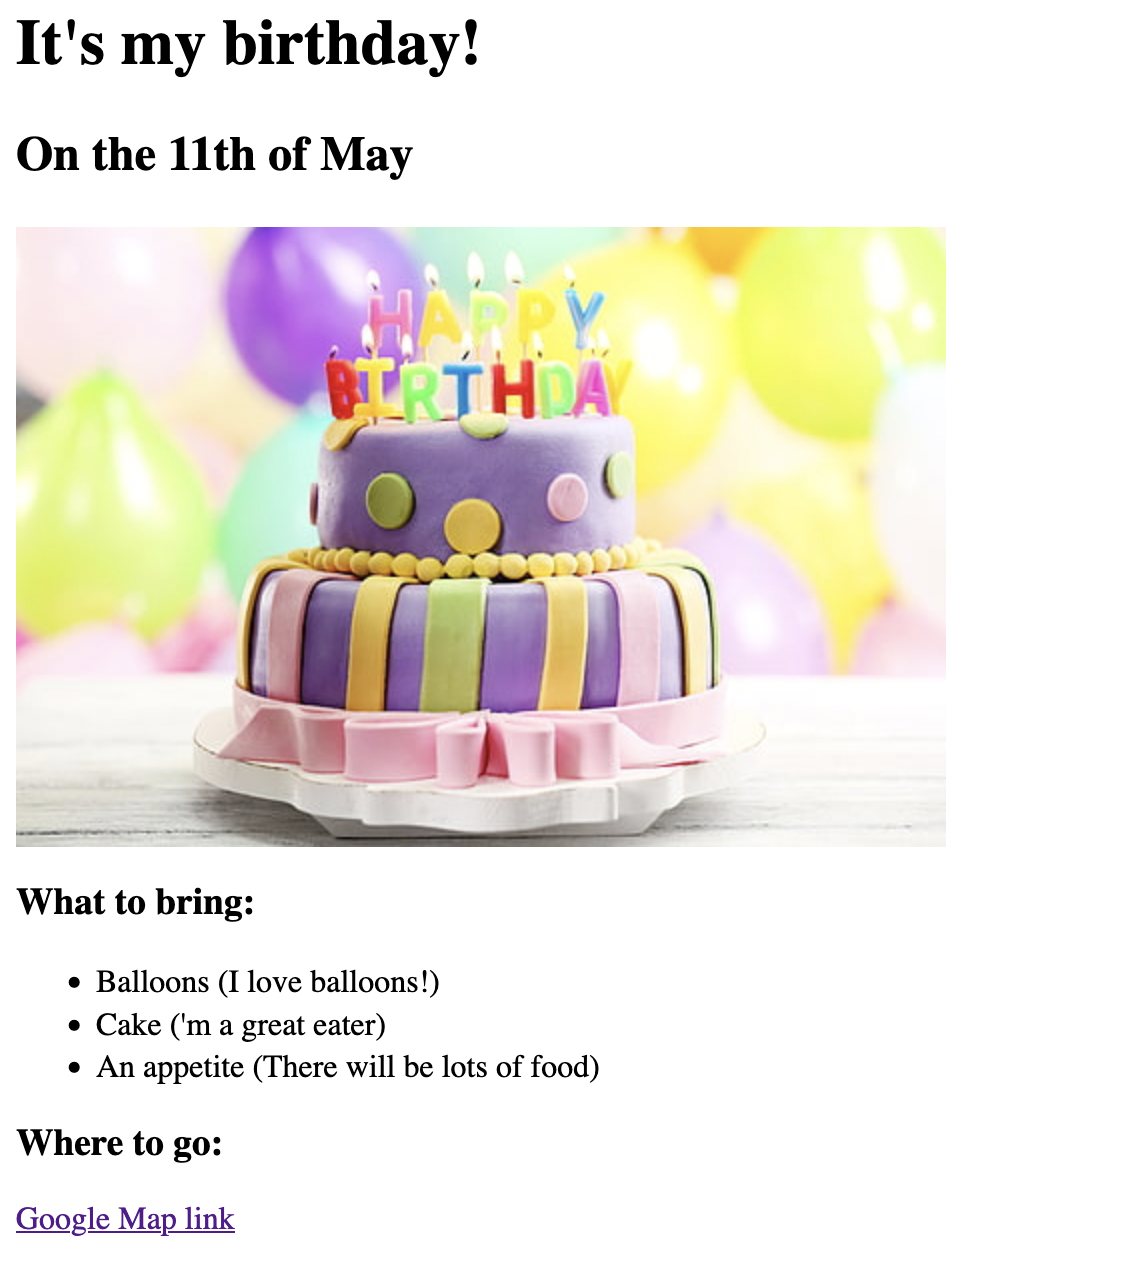 It's my birthday!
On the 11th of May
HAPPY
BIRTHDAY
What to bring:
Balloons (I love balloons!)
Cake ('m a great eater)
An appetite (There will be lots of food)
Where to go:
Google Map link